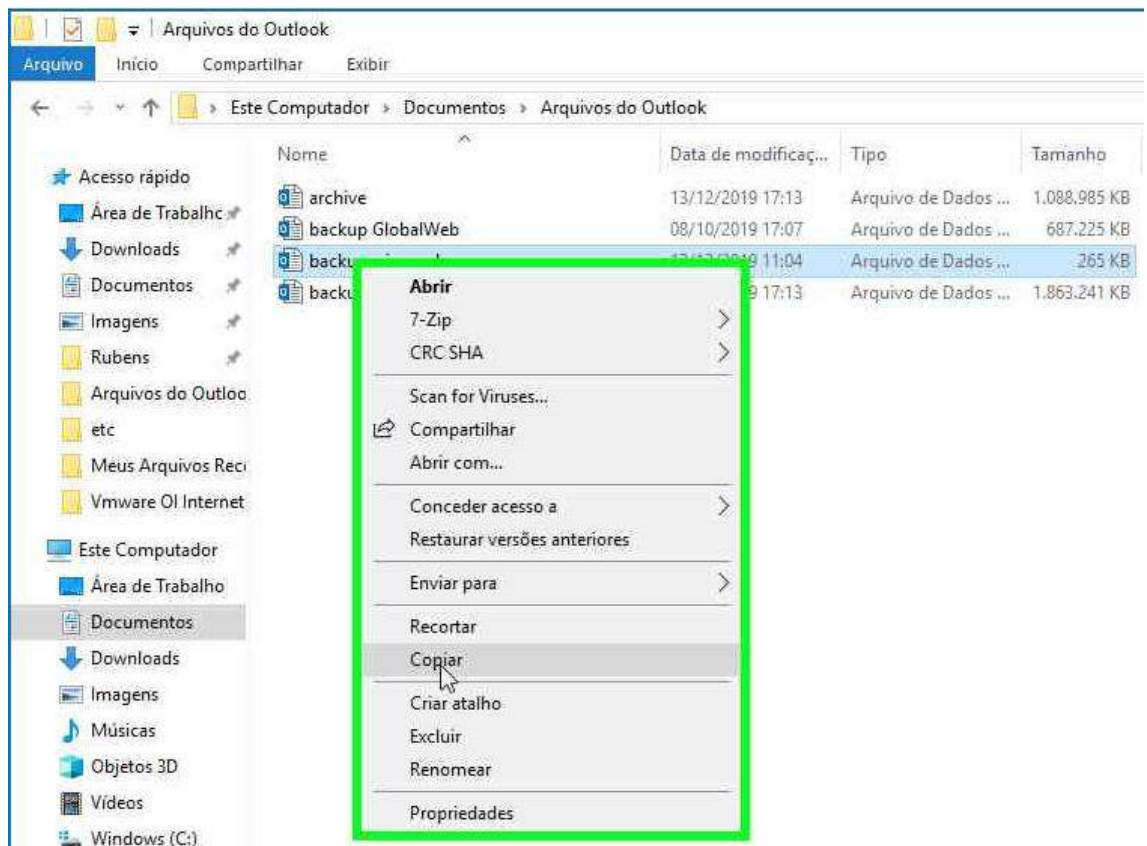 Arquivos do Outlook
Arquivo Início Compartilhar Exibir
Este Computador > Documentos > Arquivos do Outlook
Nome Data de modificaç... Tipo Tamanho
archive 13/12/2019 17:13 Arquivo de Dados ... 1.088.985 KB
backup GlobalWeb 08/10/2019 17:07 Arquivo de Dados ... 687.225 KB
11:04 Arquivo de Dados ... 265 KB
9 17:13 Arquivo de Dados ... 1.863.241 KB
Acesso rápido
Área de Trabalhc
Downloads
Documentos
Imagens
Rubens
Arquivos do Outloo
etc
Meus Arquivos Rec
Vmware OI Internet
Este Computador
Área de Trabalho
Documentos
Downloads
Imagens
Músicas
Objetos 3D
Vídeos
Windows (C:)
Abrir
7-Zip
CRC SHA
Scan for Viruses...
Compartilhar
Abrir com...
Conceder acesso a
Restaurar versões anteriores
Enviar para
Recortar
Copiar
Criar atalho
Excluir
Renomear
Propriedades